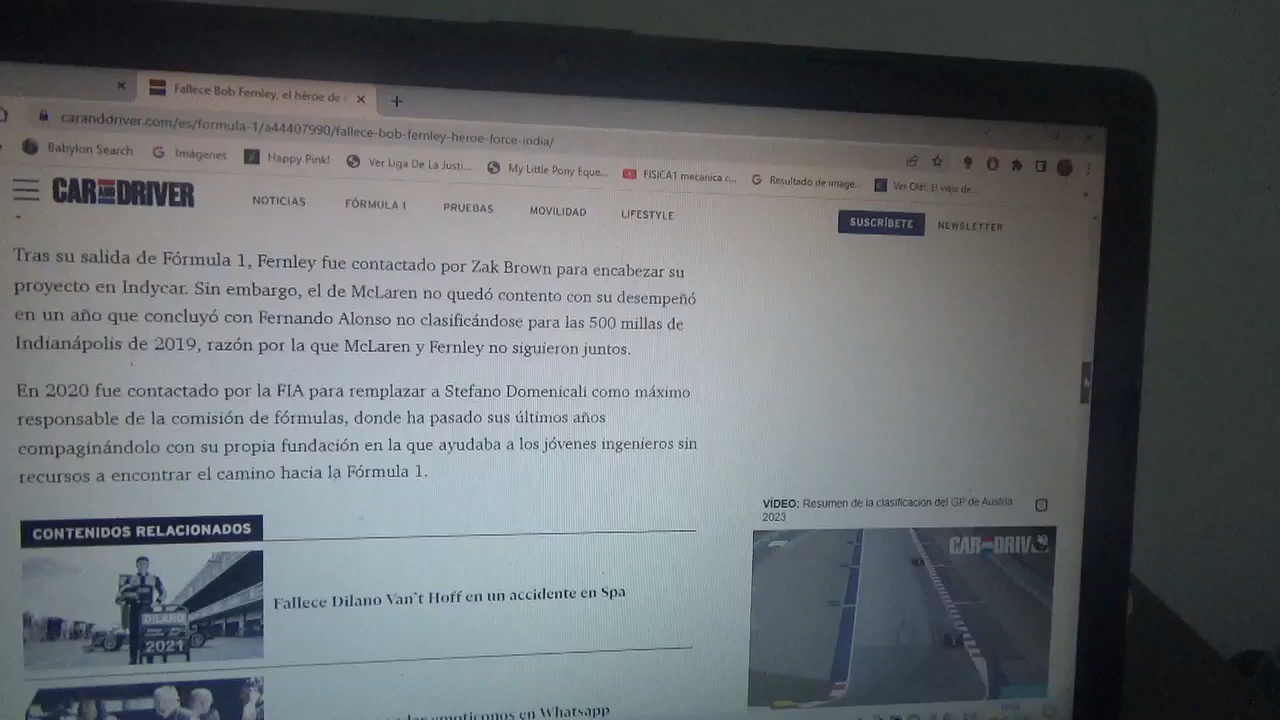 Fallece Bob Fernley, el héroe de
caranddriver.com/es/formula-1/a44407990/fallece-bob-fernley-heroe-force-india/
Babylon Search
Imágenes
Happy Pink!
Ver Liga De La Justi...
My Little Pony Eque...
FISICA1 mecánica c...
Resultado de image...
Ver Olé!. El viaje de...
CAR AND DRIVER
NOTICIAS
FÓRMULA 1
PRUEBAS
MOVILIDAD
LIFESTYLE
SUSCRÍBETE
NEWSLETTER
Tras su salida de Fórmula 1, Fernley fue contactado por Zak Brown para encabezar su
proyecto en Indycar. Sin embargo, el de McLaren no quedó contento con su desempeñó
en un año que concluyó con Fernando Alonso no clasificándose para las 500 millas de
Indianápolis de 2019, razón por la que McLaren y Fernley no siguieron juntos.
En 2020 fue contactado por la FIA para remplazar a Stefano Domenicali como máximo
responsable de la comisión de fórmulas, donde ha pasado sus últimos años
compaginándolo con su propia fundación en la que ayudaba a los jóvenes ingenieros sin
recursos a encontrar el camino hacia la Fórmula 1.
CONTENIDOS RELACIONADOS
DILANO
2021
Fallece Dilano Van't Hoff en un accidente en Spa
emoticonos en Whatsapp
VÍDEO: Resumen de la clasificación del GP de Austria
2023
CAR AND DRIV